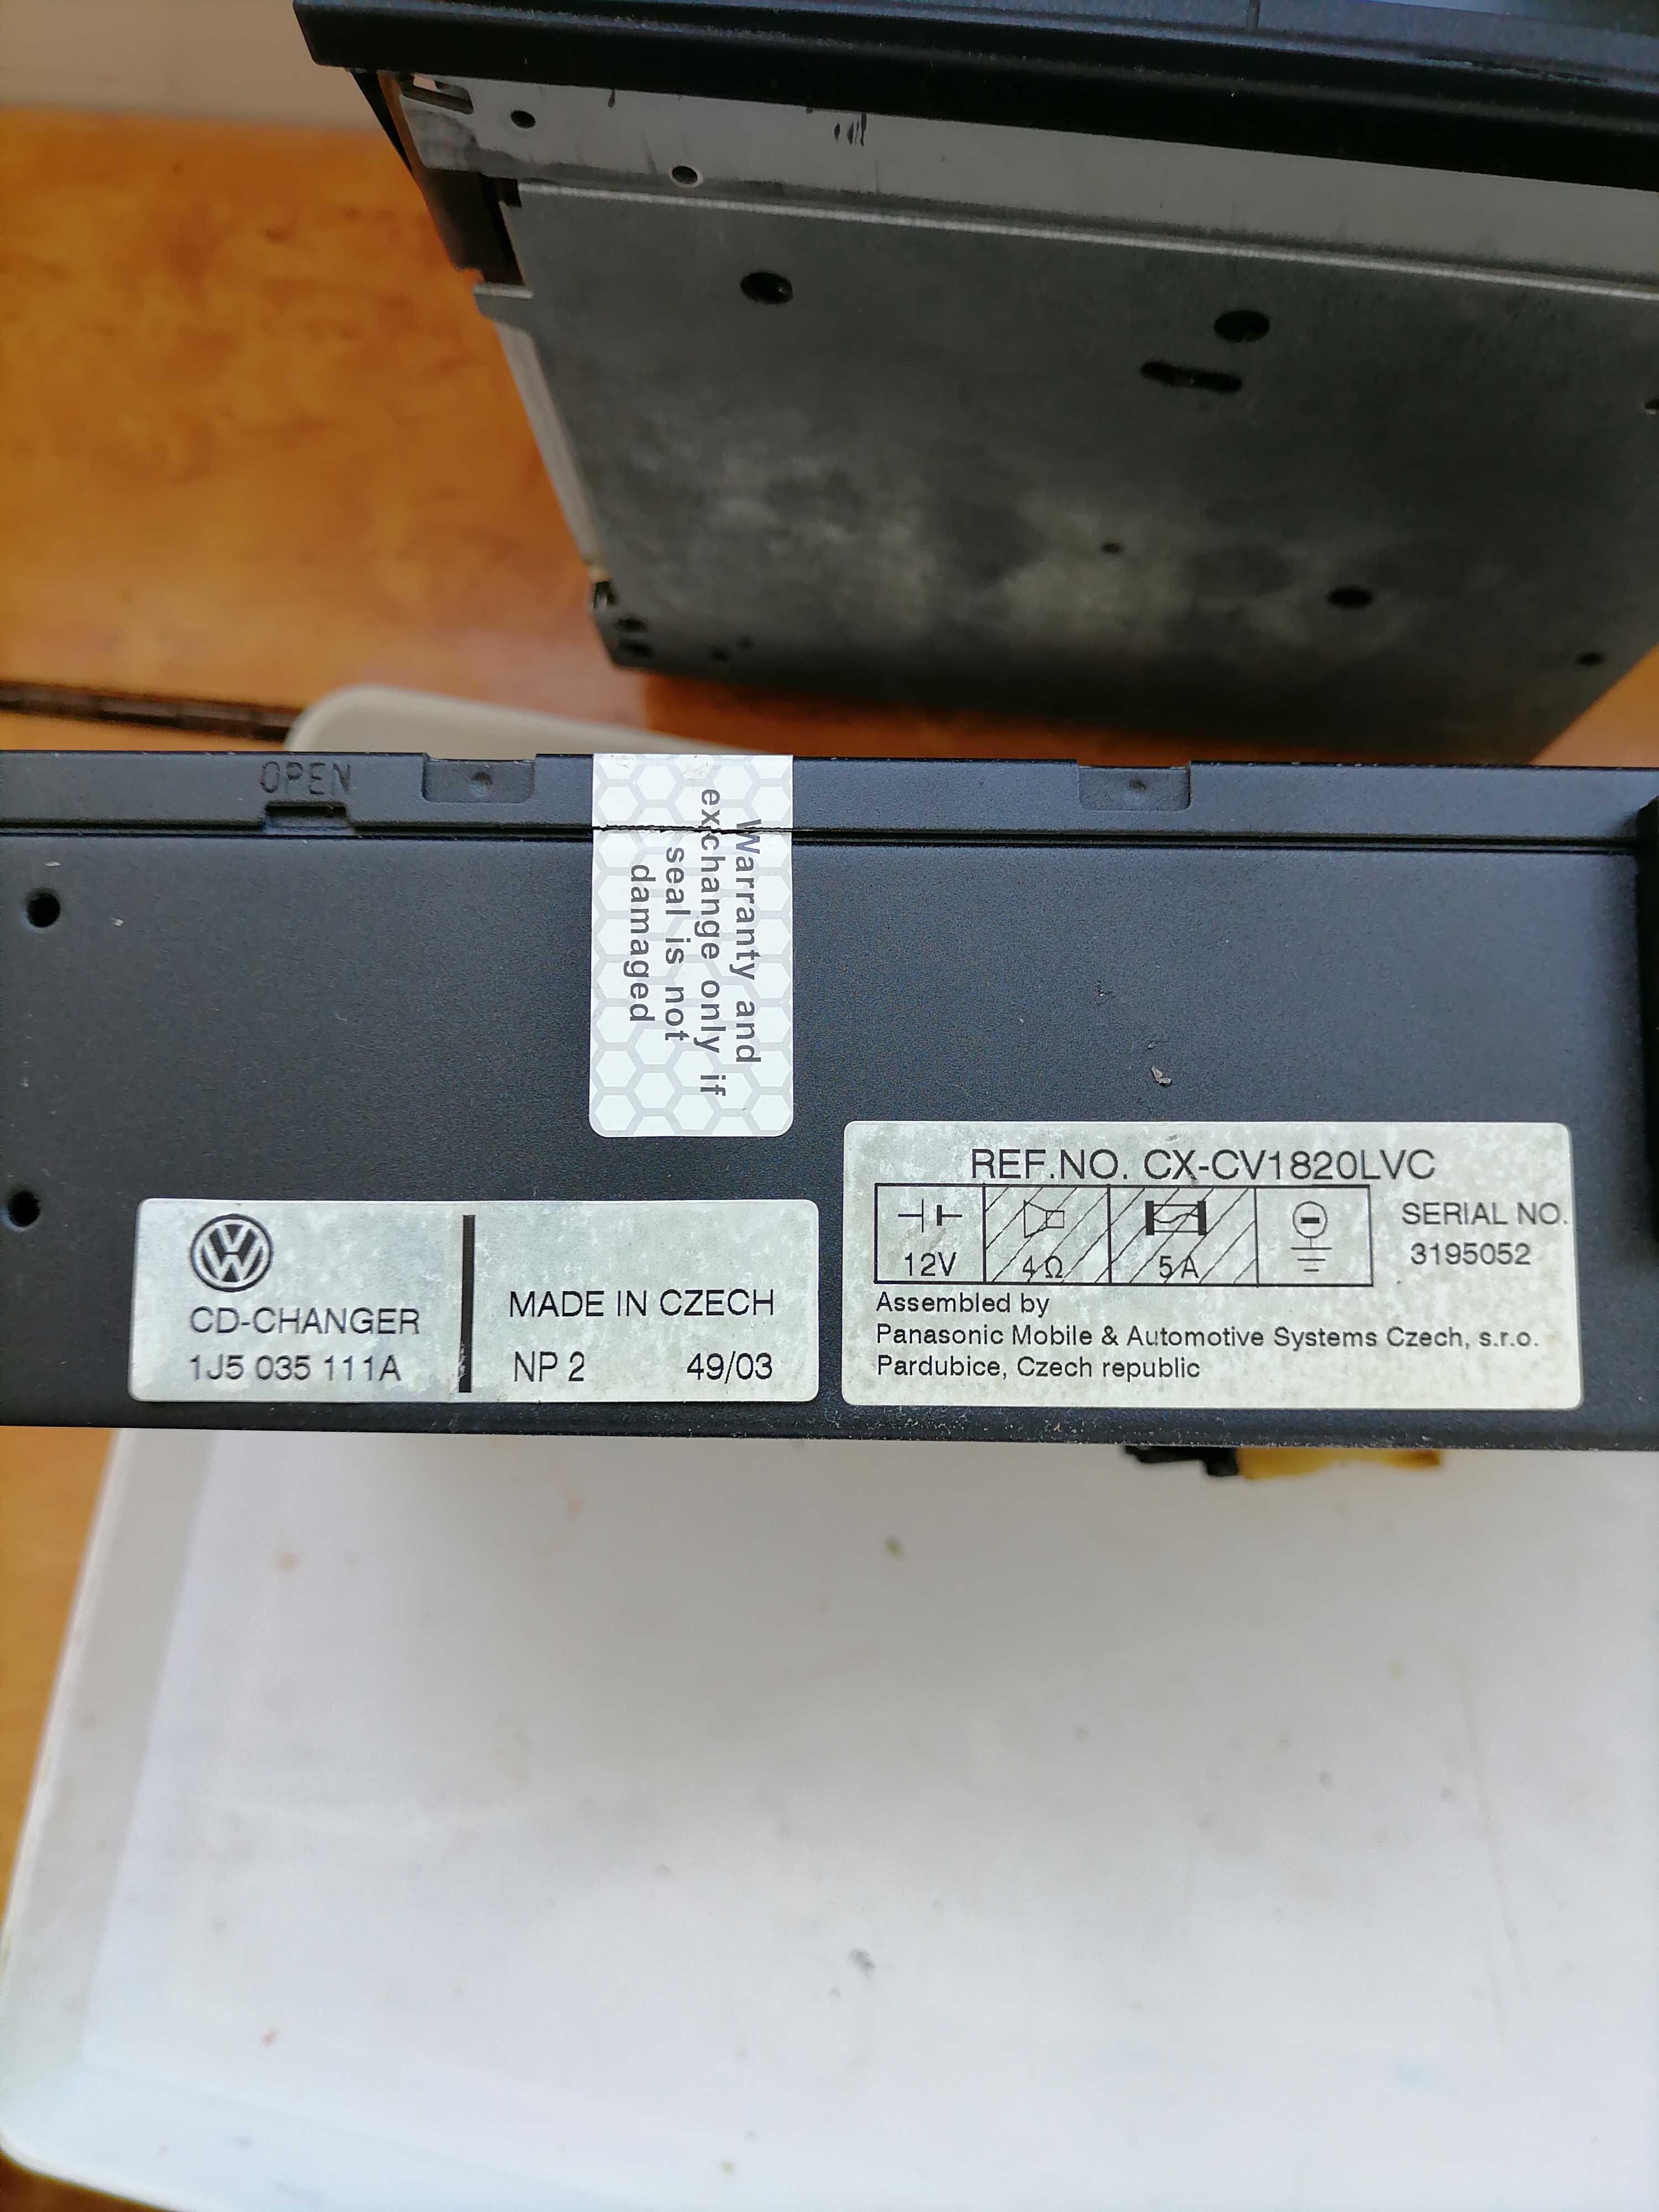 OPEN
Warranty and
exchange only if
seal is not
damaged
CD-CHANGER
1J5 035 111A
MADE IN CZECH
NP 2 49/03
REF.NO. CX-CV1820LVC
12V 4Ω 5A
SERIAL NO.
3195052
Assembled by
Panasonic Mobile & Automotive Systems Czech, s.r.o.
Pardubice, Czech republic